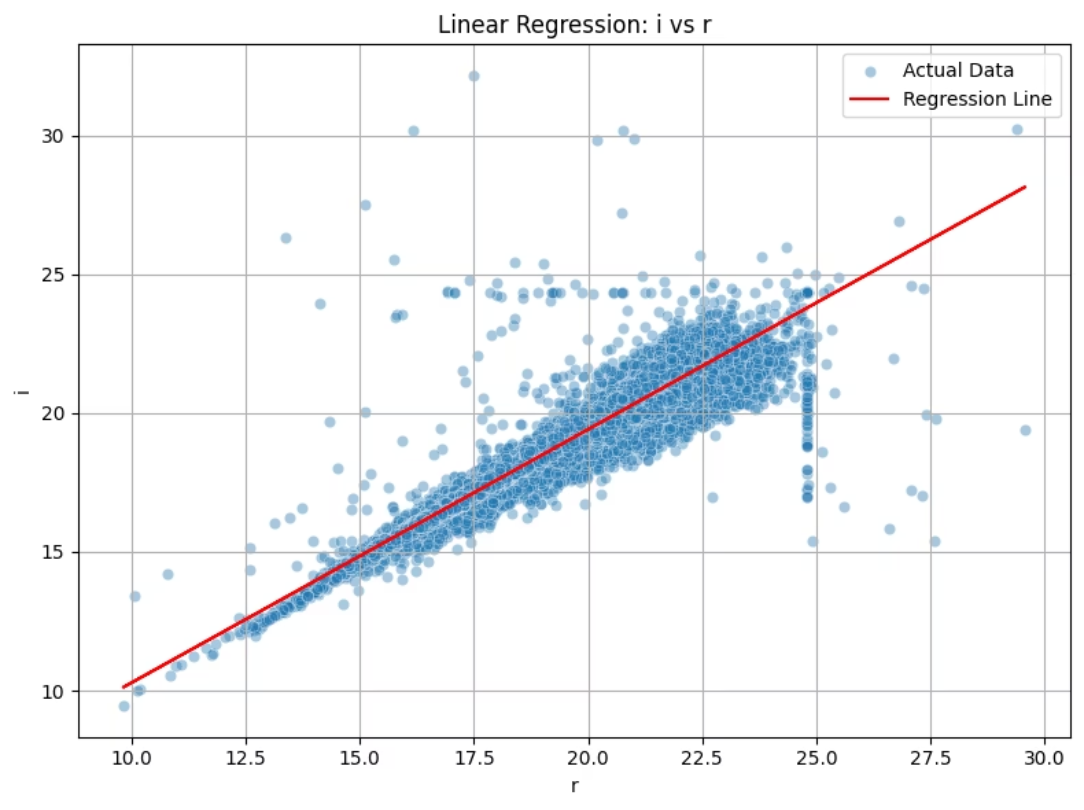 Linear Regression: i vs r
Actual Data
Regression Line
30
25
20
15
10
i
10.0 12.5 15.0 17.5 20.0 22.5 25.0 27.5 30.0
r